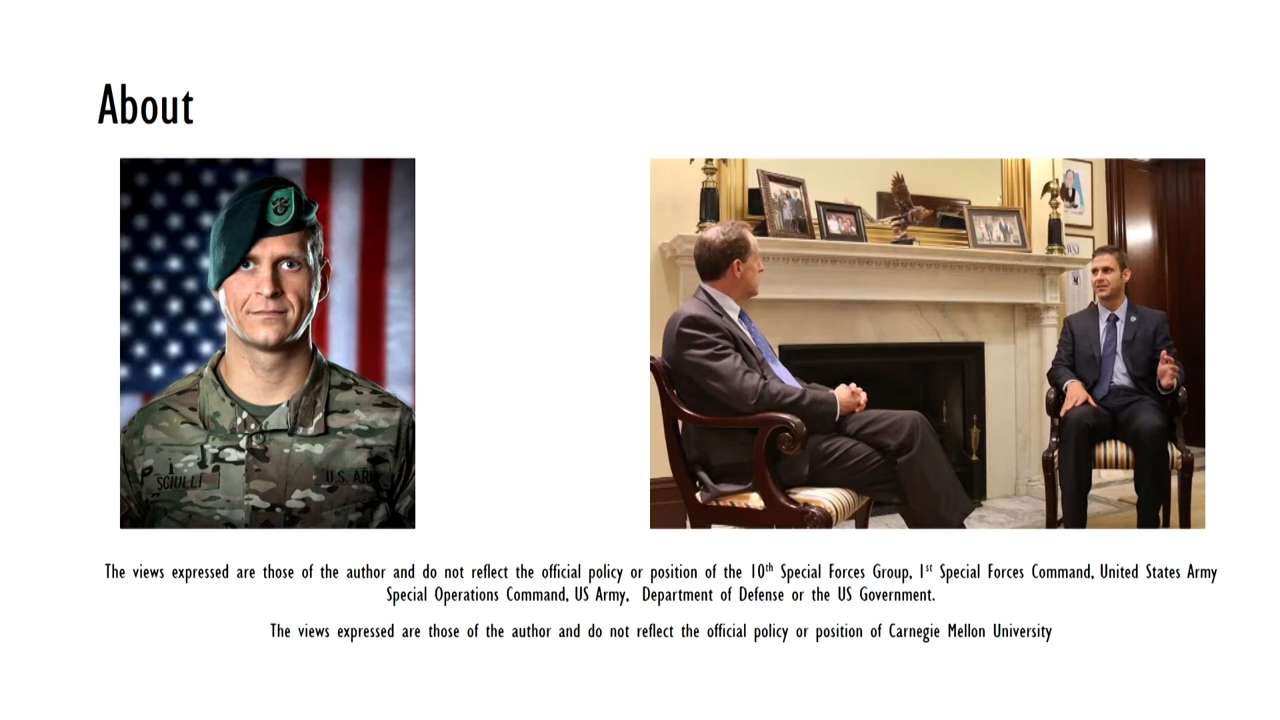 About
SCIULLI
U.S. AR
The views expressed are those of the author and do not reflect the official policy or position of the 10th Special Forces Group, 1st Special Forces Command, United States Army
Special Operations Command, US Army, Department of Defense or the US Government.
The views expressed are those of the author and do not reflect the official policy or position of Carnegie Mellon University